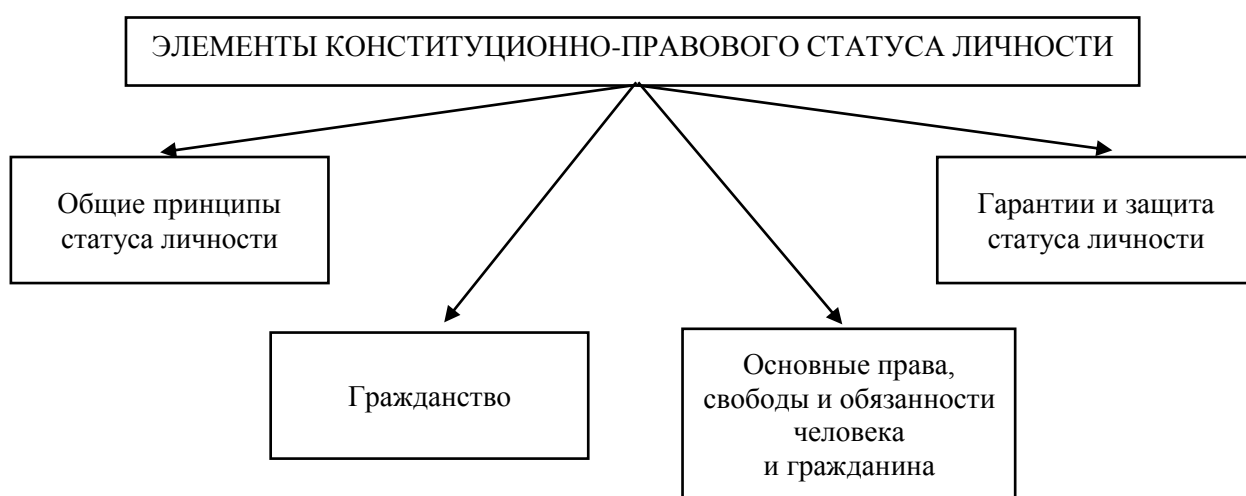 ЭЛЕМЕНТЫ КОНСТИТУЦИОННО-ПРАВОВОГО СТАТУСА ЛИЧНОСТИ
Общие принципы
статуса личности
Гражданство
Основные права,
свободы и обязанности
человека
и гражданина
Гарантии и защита
статуса личности